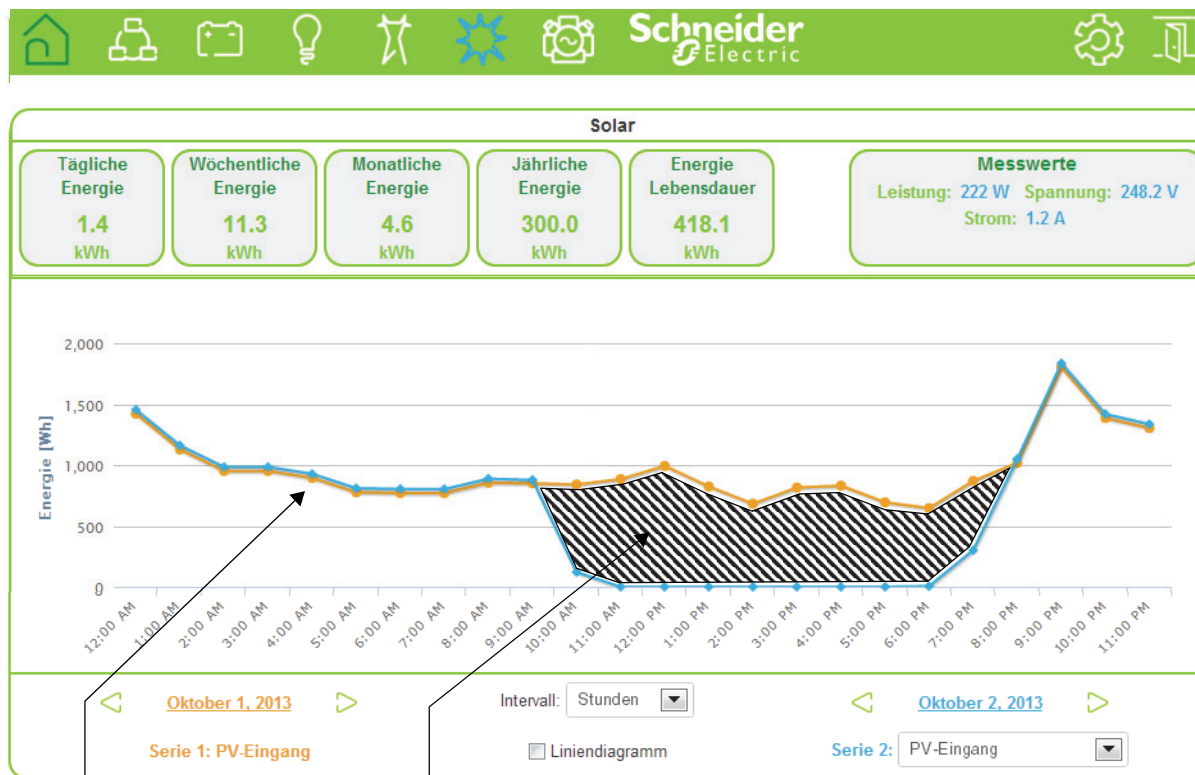 Schneider
Electric
Solar
Tägliche
Energie
1.4
kWh
Wöchentliche
Energie
11.3
kWh
Monatliche
Energie
4.6
kWh
Jährliche
Energie
300.0
kWh
Energie
Lebensdauer
418.1
kWh
Messwerte
Leistung: 222 W Spannung: 248.2 V
Strom: 1.2 A
Energie [Wh]
2,000
1,500
1,000
500
0
12:00 AM
1:00 AM
2:00 AM
3:00 AM
4:00 AM
5:00 AM
6:00 AM
7:00 AM
8:00 AM
9:00 AM
10:00 AM
11:00 AM
12:00 PM
1:00 PM
2:00 PM
3:00 PM
4:00 PM
5:00 PM
6:00 PM
7:00 PM
8:00 PM
9:00 PM
10:00 PM
11:00 PM
Oktober 1, 2013
Intervall: Stunden
Oktober 2, 2013
Serie 1: PV-Eingang
Liniendiagramm
Serie 2: PV-Eingang